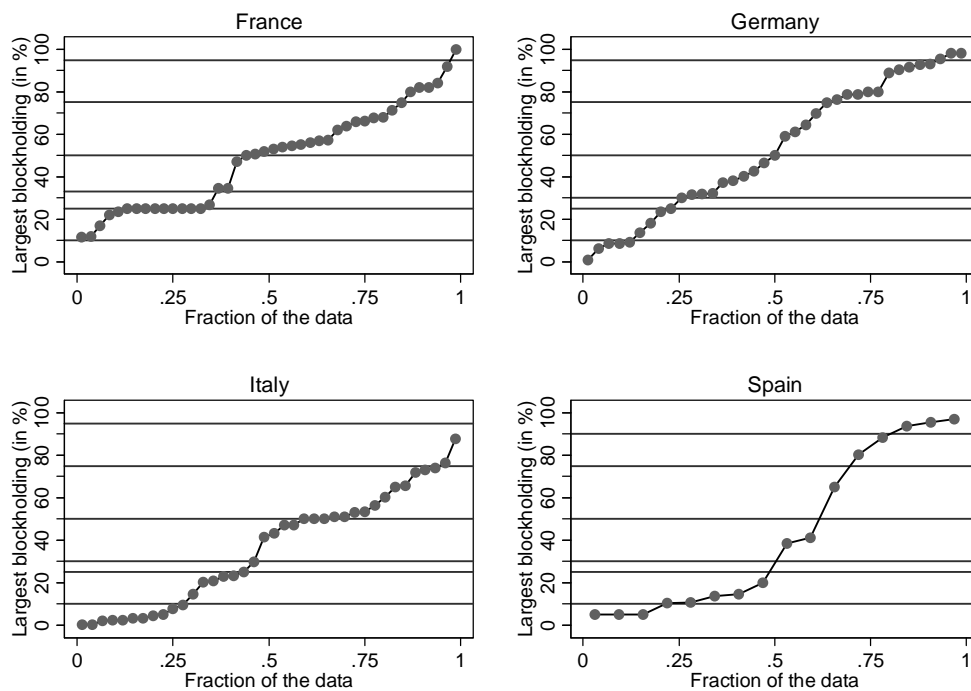 France
Largest blockholding (in %)
0 20 40 60 80 100
0 .25 .5 .75 1
Fraction of the data
Germany
Largest blockholding (in %)
0 20 40 60 80 100
0 .25 .5 .75 1
Fraction of the data
Italy
Largest blockholding (in %)
0 20 40 60 80 100
0 .25 .5 .75 1
Fraction of the data
Spain
Largest blockholding (in %)
0 20 40 60 80 100
0 .25 .5 .75 1
Fraction of the data